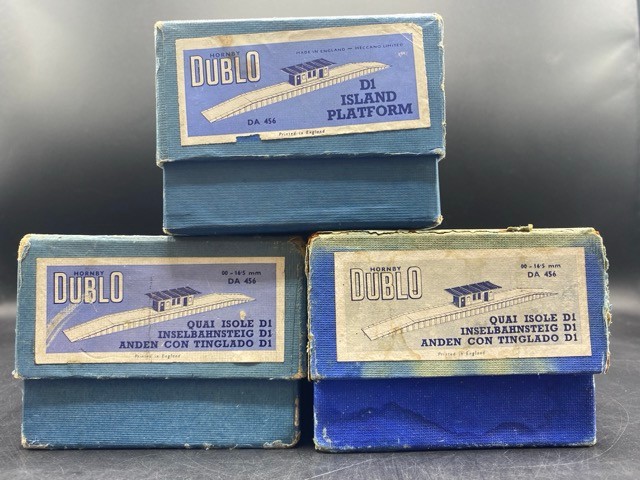 HORNBY
DUBLO
MADE IN ENGLAND — MECCANO LIMITED
D1
ISLAND
PLATFORM
DA 456
Printed in England
HORNBY
DUBLO
00 - 16·5 mm
DA 456
QUAI ISOLE D1
INSELBAHNSTEIG D1
ANDEN CON TINGLADO D1
Printed in England
HORNBY
DUBLO
00 - 16·5 mm
DA 456
QUAI ISOLE D1
INSELBAHNSTEIG D1
ANDEN CON TINGLADO D1
Printed in England